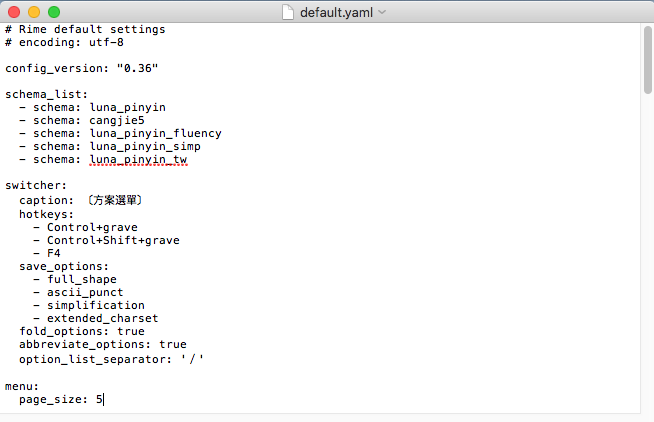 default.yaml
# Rime default settings
# encoding: utf-8
config_version: "0.36"
schema_list:
  - schema: luna_pinyin
  - schema: cangjie5
  - schema: luna_pinyin_fluency
  - schema: luna_pinyin_simp
  - schema: luna_pinyin_tw
switcher:
  caption: 〔方案選單〕
  hotkeys:
    - Control+grave
    - Control+Shift+grave
    - F4
  save_options:
    - full_shape
    - ascii_punct
    - simplification
    - extended_charset
  fold_options: true
  abbreviate_options: true
  option_list_separator: '／'
menu:
  page_size: 5